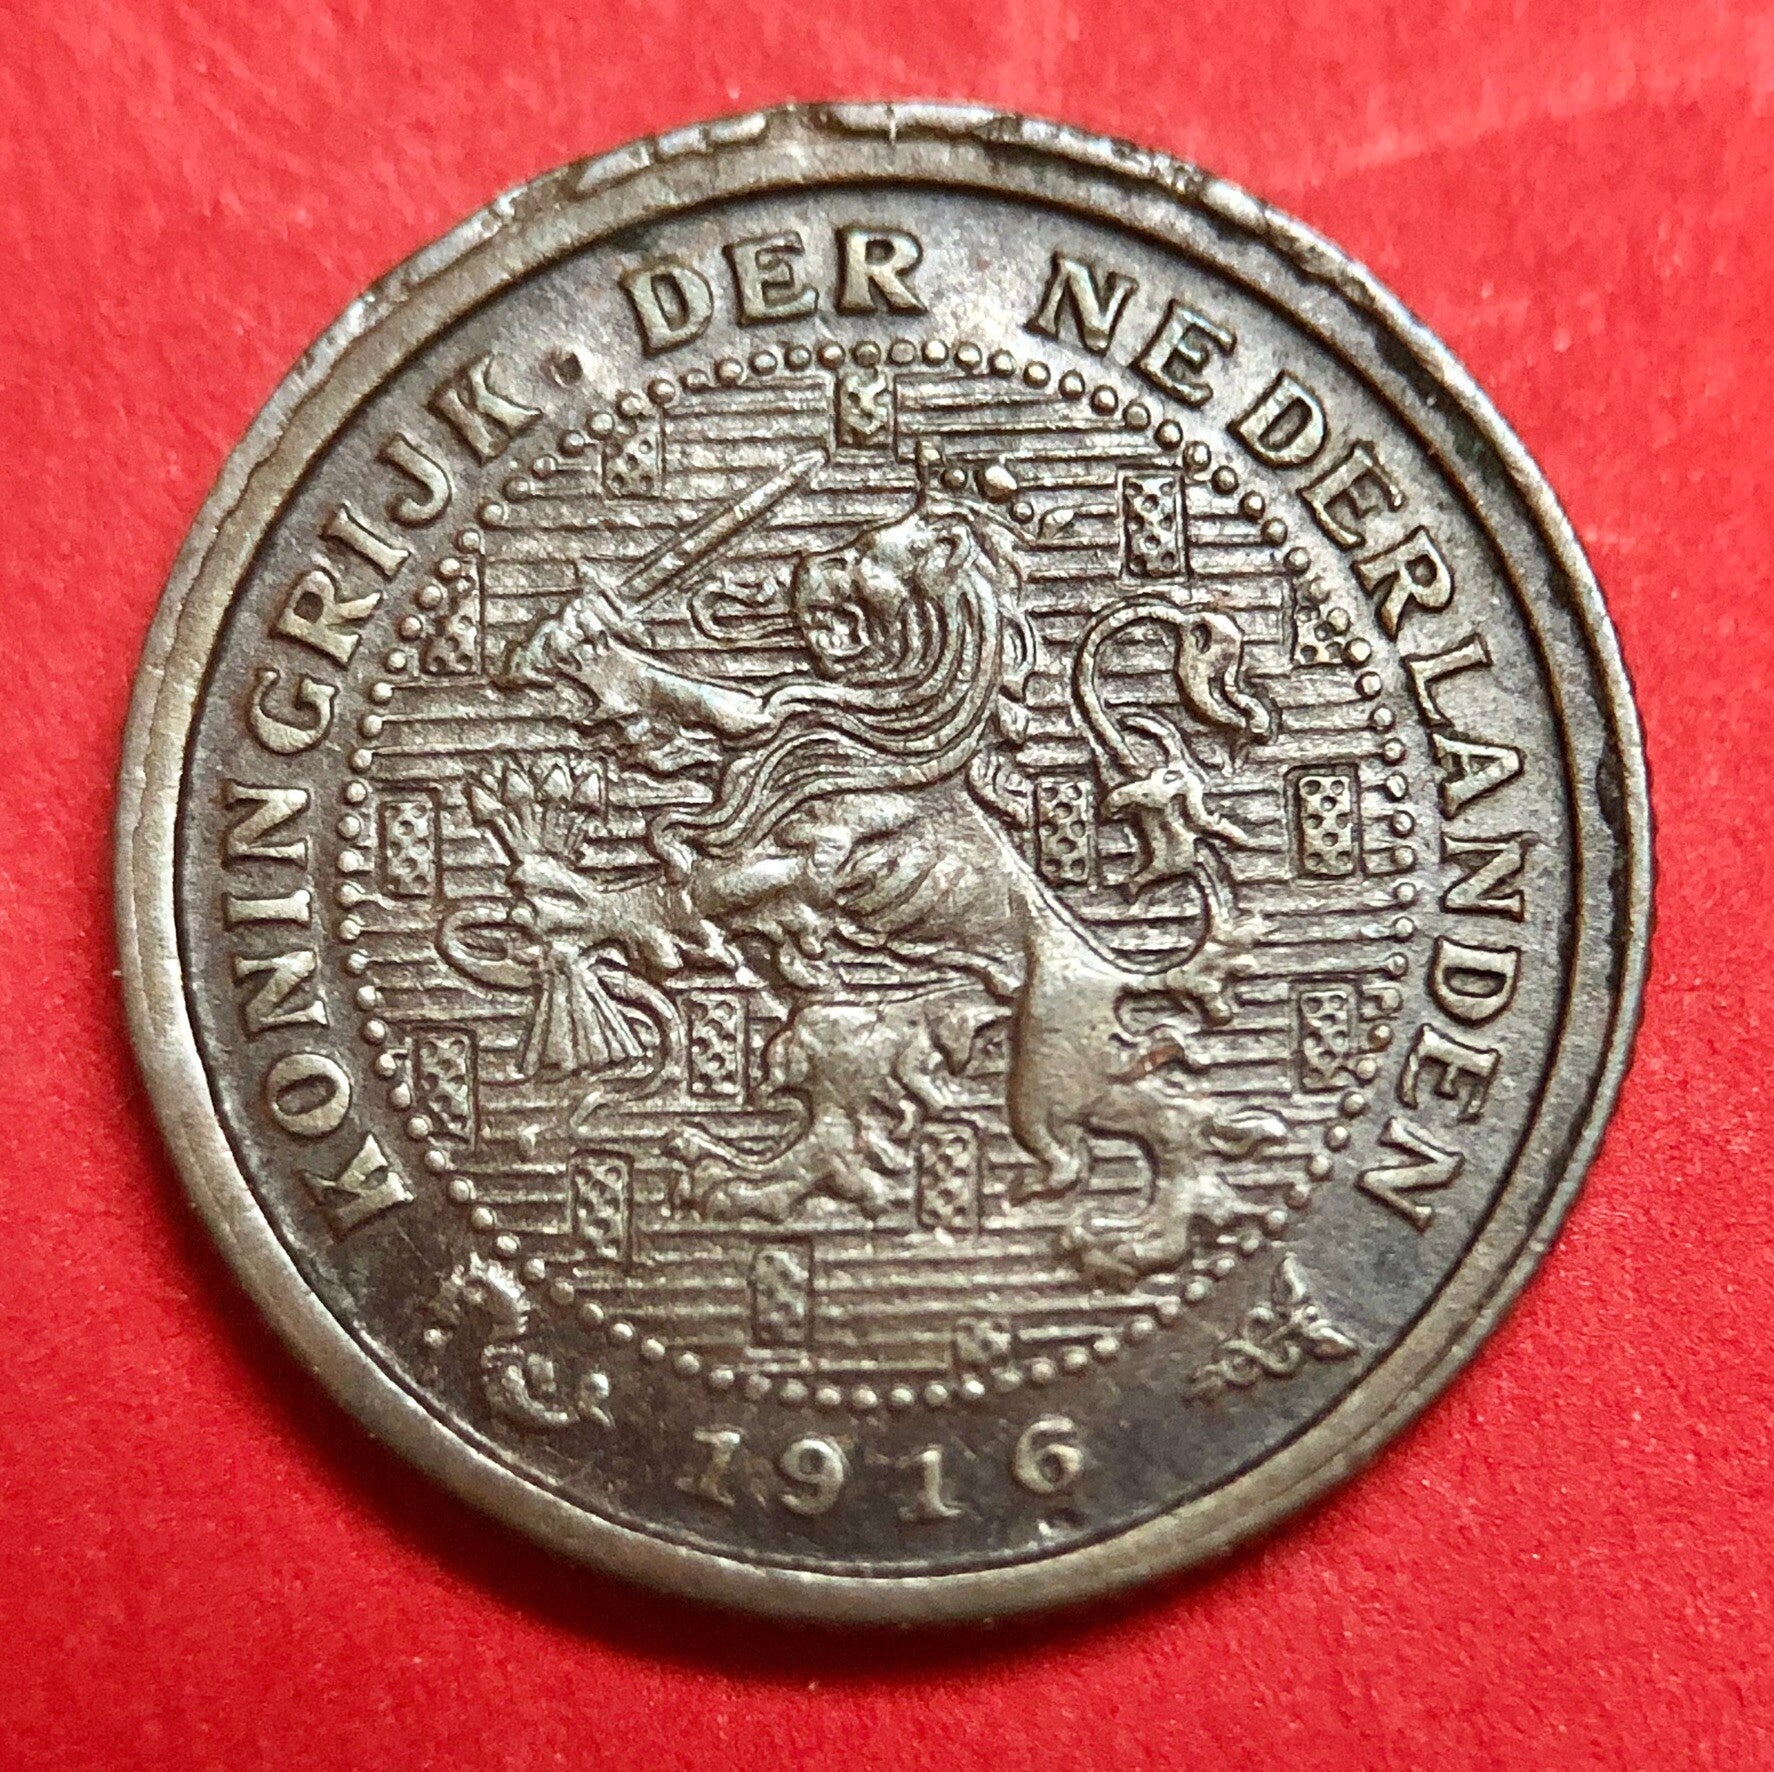 KONINGRIJK · DER NEDERLANDEN
1916